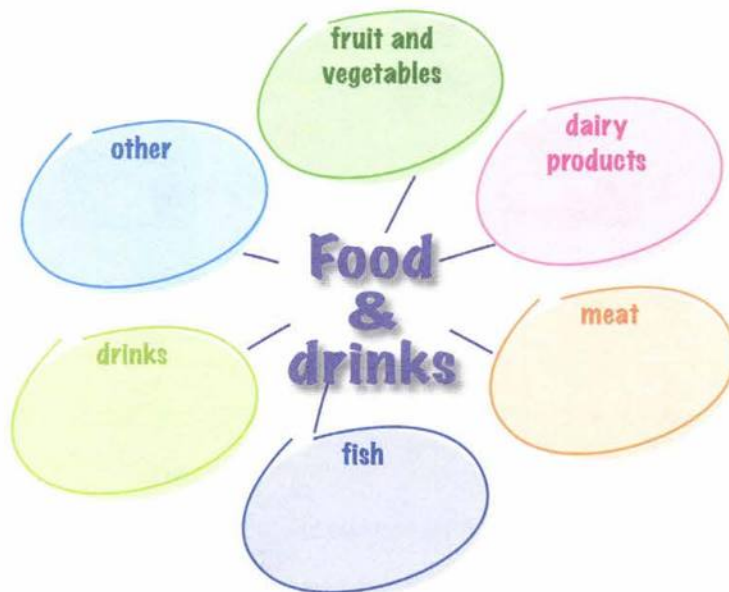 fruit and
vegetables
dairy
products
other
Food
&
drinks
meat
drinks
fish